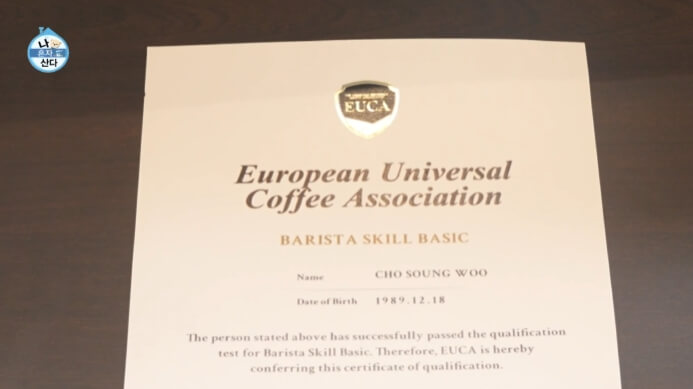 나
혼자
산다
EUCA
European Universal
Coffee Association
BARISTA SKILL BASIC
Name CHO SOUNG WOO
Date of Birth 1989.12.18
The person stated above has successfully passed the qualification
test for Barista Skill Basic. Therefore, EUCA is hereby
conferring this certificate of qualification.